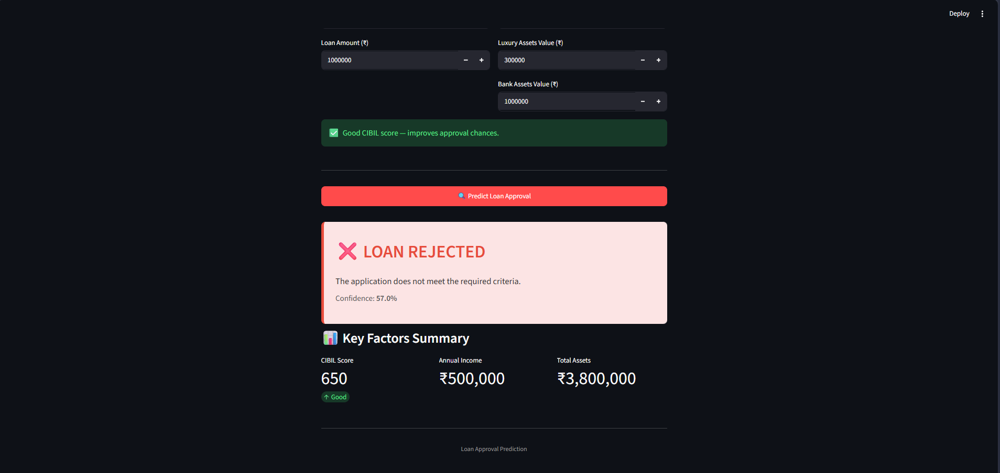 Deploy
Loan Amount (₹)
1000000
Luxury Assets Value (₹)
300000
Bank Assets Value (₹)
1000000
Good CIBIL score — improves approval chances.
Predict Loan Approval
LOAN REJECTED
The application does not meet the required criteria.
Confidence: 57.0%
Key Factors Summary
CIBIL Score
650
↑ Good
Annual Income
₹500,000
Total Assets
₹3,800,000
Loan Approval Prediction